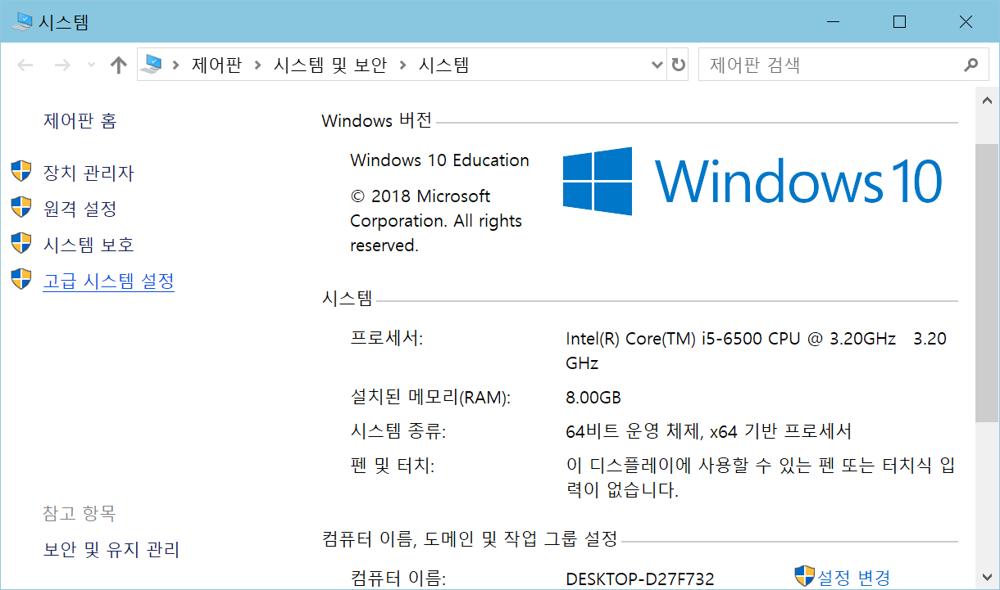 시스템
제어판 > 시스템 및 보안 > 시스템
제어판 검색
제어판 홈
장치 관리자
원격 설정
시스템 보호
고급 시스템 설정
참고 항목
보안 및 유지 관리
Windows 버전
Windows 10 Education
© 2018 Microsoft
Corporation. All rights
reserved.
Windows 10
시스템
프로세서: Intel(R) Core(TM) i5-6500 CPU @ 3.20GHz 3.20
GHz
설치된 메모리(RAM): 8.00GB
시스템 종류: 64비트 운영 체제, x64 기반 프로세서
펜 및 터치: 이 디스플레이에 사용할 수 있는 펜 또는 터치식 입
력이 없습니다.
컴퓨터 이름, 도메인 및 작업 그룹 설정
컴퓨터 이름: DESKTOP-D27F732 설정 변경